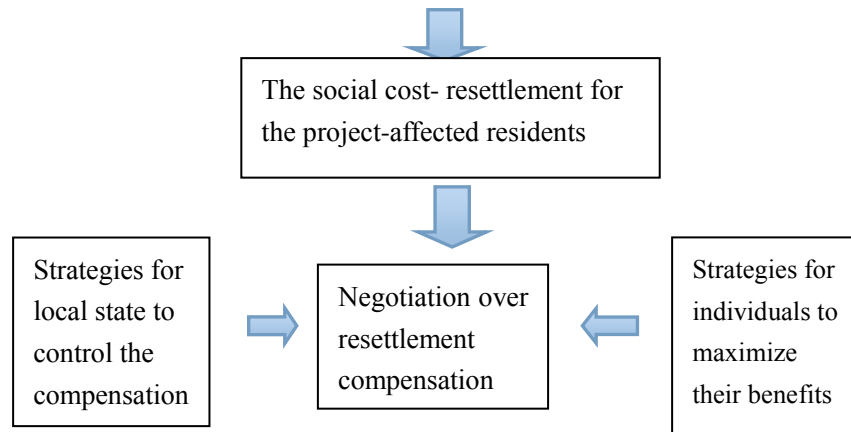 The social cost- resettlement for
the project-affected residents
Strategies for
local state to
control the
compensation
Negotiation over
resettlement
compensation
Strategies for
individuals to
maximize
their benefits